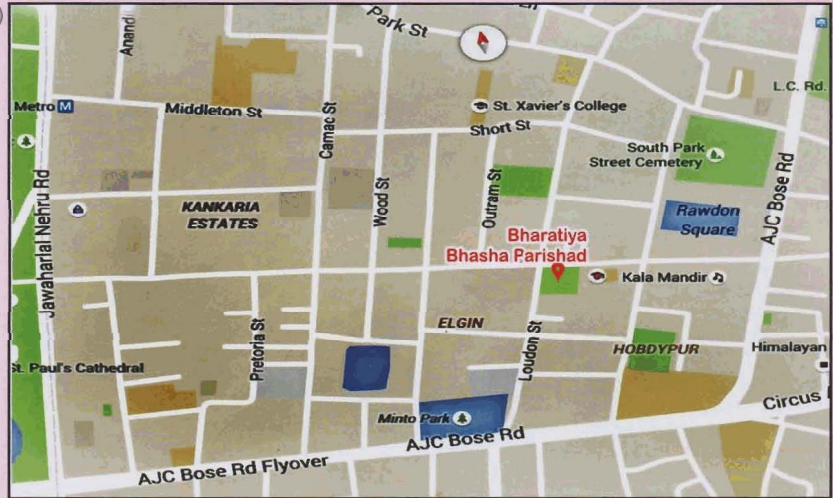 Park St
Anand
L.C. Rd.
Metro M
Middleton St
St. Xavier's College
Short St
Camac St
South Park
Street Cemetery
AJC Bose Rd
Jawaharlal Nehru Rd
KANKARIA
ESTATES
Wood St
Outram St
Rawdon
Square
Bharatiya
Bhasha Parishad
Kala Mandir
ELGIN
Pretoria St
Loudon St
HOBDYPUR
Himalayan
St. Paul's Cathedral
Minto Park
Circus
AJC Bose Rd
AJC Bose Rd Flyover